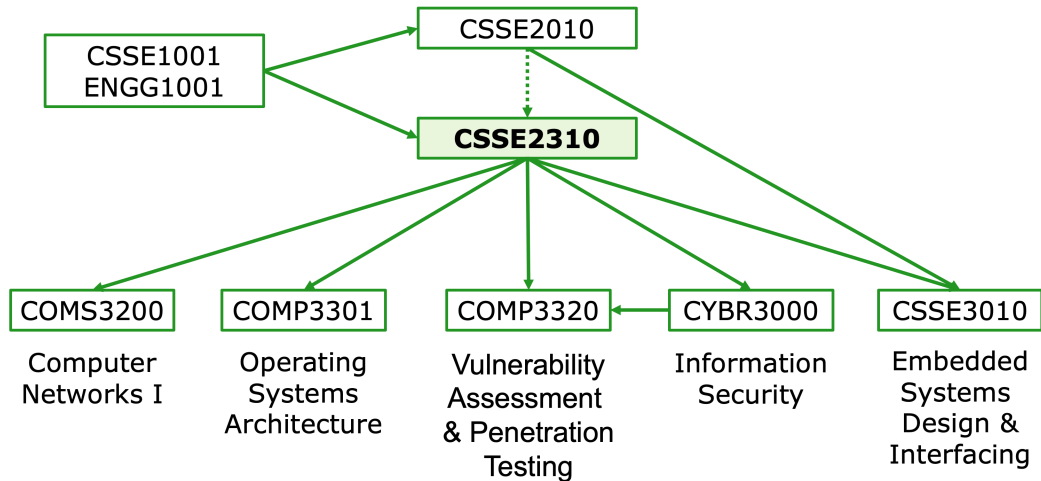 CSSE2010
CSSE1001
ENGG1001
CSSE2310
COMS3200
COMP3301
COMP3320
CYBR3000
CSSE3010
Computer
Networks I
Operating
Systems
Architecture
Vulnerability
Assessment
& Penetration
Testing
Information
Security
Embedded
Systems
Design &
Interfacing